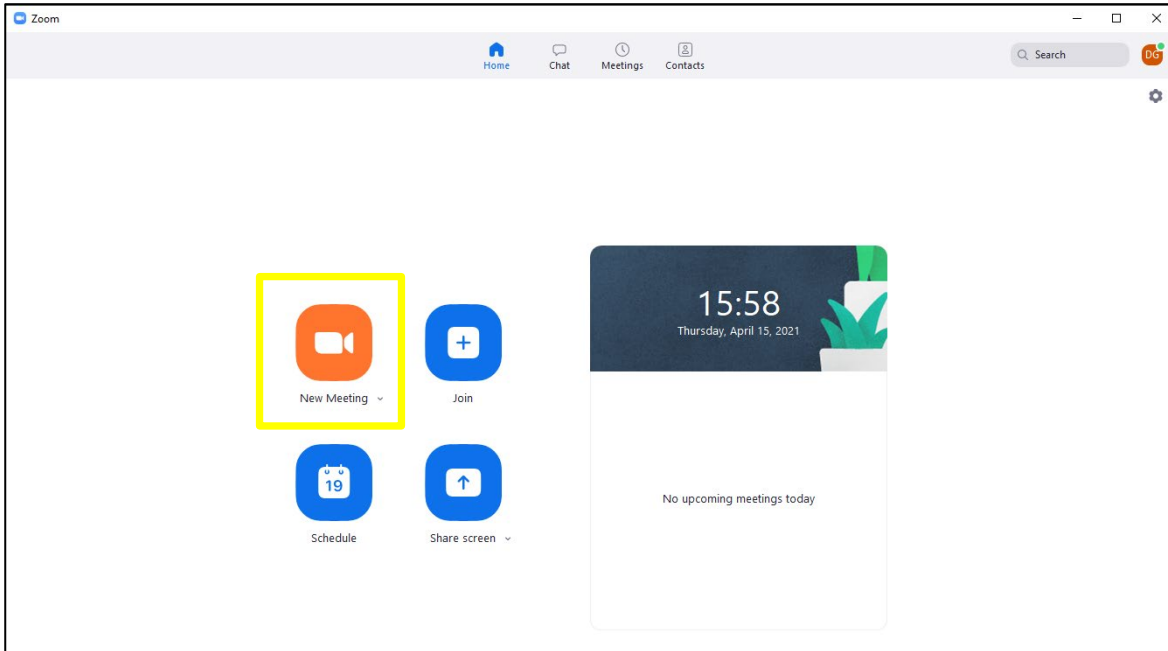 Zoom
Home Chat Meetings Contacts
Search
DG
15:58
Thursday, April 15, 2021
New Meeting
Join
19
Schedule
Share screen
No upcoming meetings today